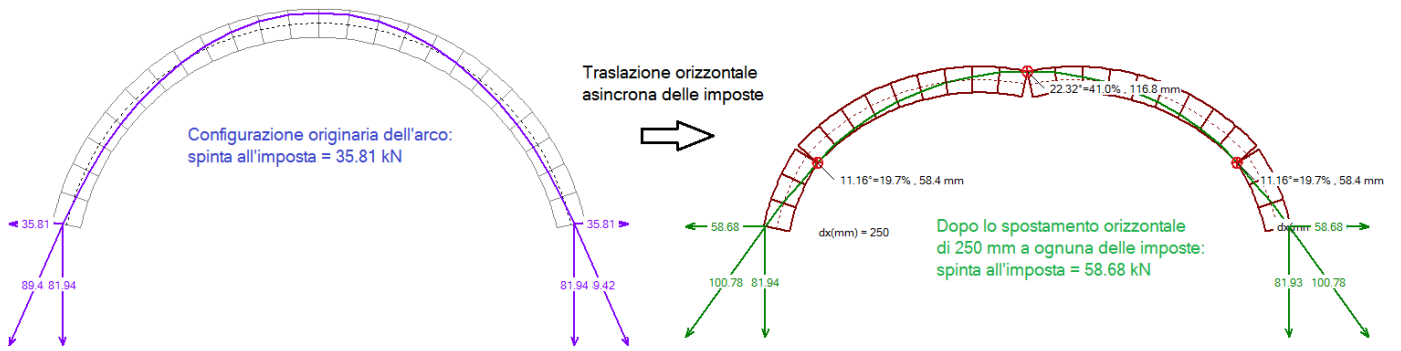 Configurazione originaria dell'arco:
spinta all'imposta = 35.81 kN
35.81
35.81
89.4
81.94
81.94
9.42
Traslazione orizzontale
asincrona delle imposte
22.32°=41.0% , 116.8 mm
11.16°=19.7% , 58.4 mm
11.16°=19.7% , 58.4 mm
dx(mm) = 250
Dopo lo spostamento orizzontale
di 250 mm a ognuna delle imposte:
spinta all'imposta = 58.68 kN
58.68
58.68
100.78
81.94
81.93
100.78